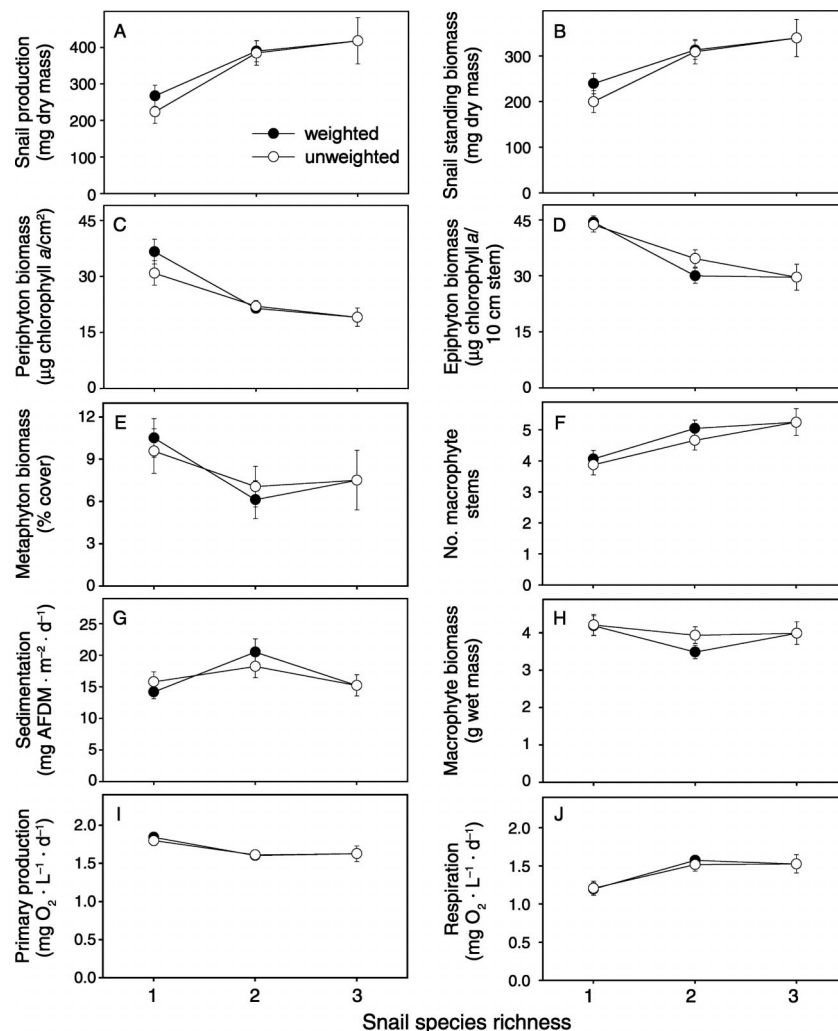 A
Snail production
(mg dry mass)
400
300
200
100
0
weighted
unweighted
B
Snail standing biomass
(mg dry mass)
300
200
100
0
C
Periphyton biomass
(µg chlorophyll a/cm²)
45
30
15
0
D
Epiphyton biomass
(µg chlorophyll a/
10 cm stem)
45
30
15
0
E
Metaphyton biomass
(% cover)
12
9
6
3
0
F
No. macrophyte
stems
5
4
3
2
1
0
G
Sedimentation
(mg AFDM · m⁻² · d⁻¹)
25
20
15
10
5
0
H
Macrophyte biomass
(g wet mass)
4
3
2
1
0
I
Primary production
(mg O₂ · L⁻¹ · d⁻¹)
2.0
1.5
1.0
0.5
0.0
1 2 3
J
Respiration
(mg O₂ · L⁻¹ · d⁻¹)
2.0
1.5
1.0
0.5
0.0
1 2 3
Snail species richness